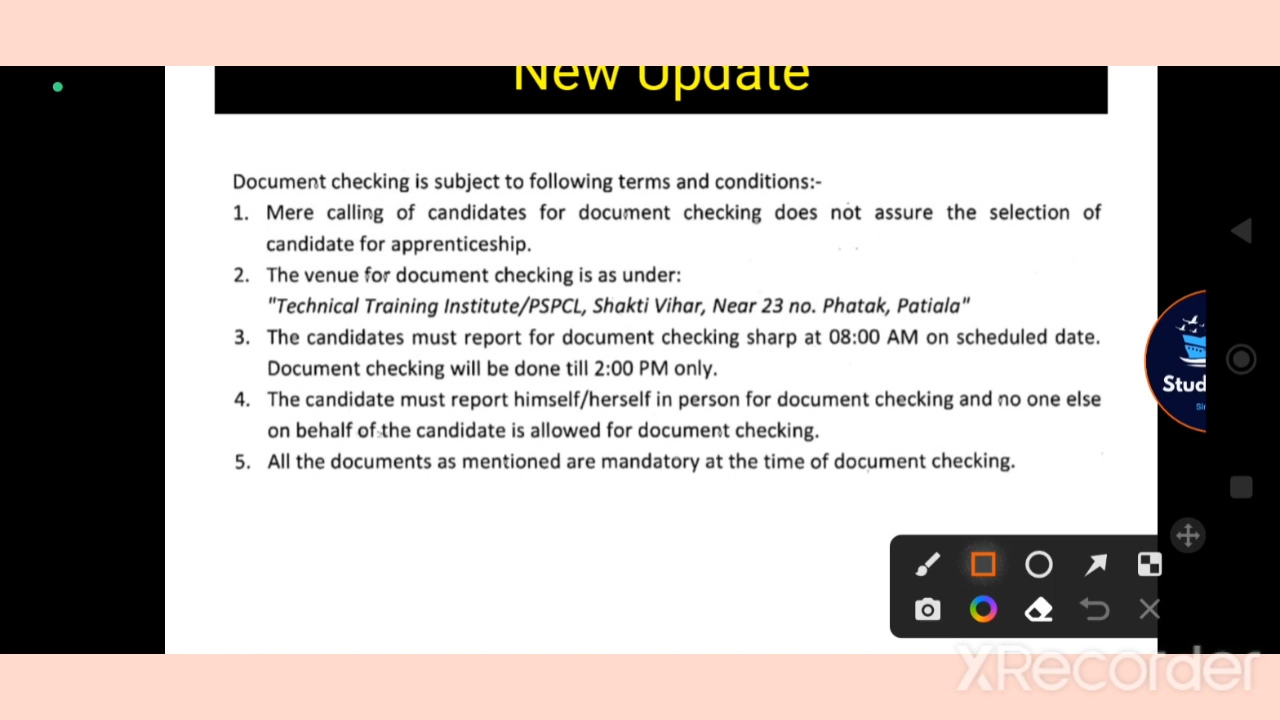 New Update
Document checking is subject to following terms and conditions:-
1. Mere calling of candidates for document checking does not assure the selection of
candidate for apprenticeship.
2. The venue for document checking is as under:
"Technical Training Institute/PSPCL, Shakti Vihar, Near 23 no. Phatak, Patiala"
3. The candidates must report for document checking sharp at 08:00 AM on scheduled date.
Document checking will be done till 2:00 PM only.
4. The candidate must report himself/herself in person for document checking and no one else
on behalf of the candidate is allowed for document checking.
5. All the documents as mentioned are mandatory at the time of document checking.
Stud
XRecorder